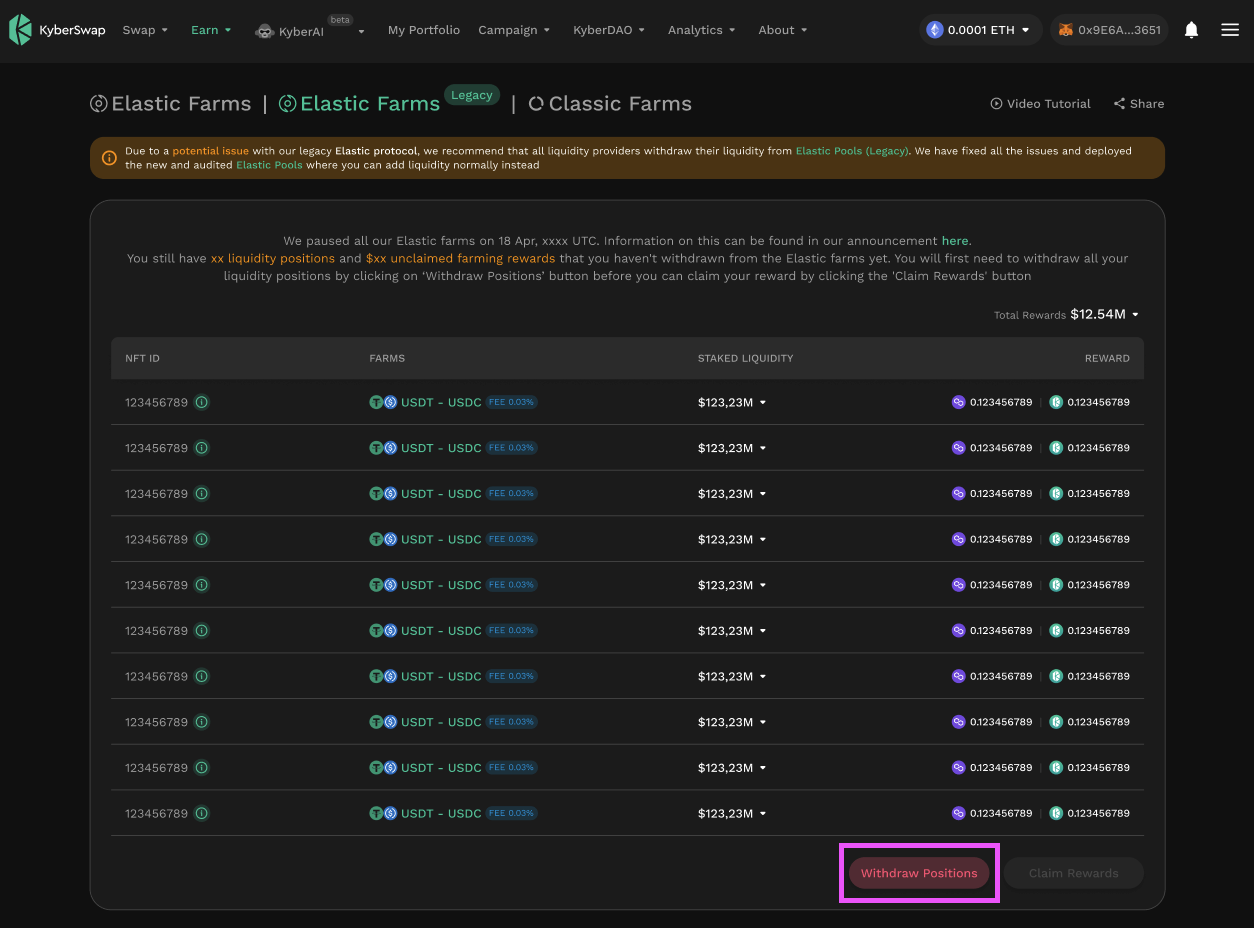 KyberSwap Swap Earn KyberAI beta My Portfolio Campaign KyberDAO Analytics About 0.0001 ETH 0x9E6A...3651
Elastic Farms | Elastic Farms Legacy | Classic Farms Video Tutorial Share
Due to a potential issue with our legacy Elastic protocol, we recommend that all liquidity providers withdraw their liquidity from Elastic Pools (Legacy). We have fixed all the issues and deployed
the new and audited Elastic Pools where you can add liquidity normally instead
We paused all our Elastic farms on 18 Apr, xxxx UTC. Information on this can be found in our announcement here.
You still have xx liquidity positions and $xx unclaimed farming rewards that you haven't withdrawn from the Elastic farms yet. You will first need to withdraw all your
liquidity positions by clicking on ‘Withdraw Positions’ button before you can claim your reward by clicking the 'Claim Rewards' button
Total Rewards $12.54M
NFT ID FARMS STAKED LIQUIDITY REWARD
123456789 USDT - USDC FEE 0.03% $123,23M 0.123456789 | 0.123456789
123456789 USDT - USDC FEE 0.03% $123,23M 0.123456789 | 0.123456789
123456789 USDT - USDC FEE 0.03% $123,23M 0.123456789 | 0.123456789
123456789 USDT - USDC FEE 0.03% $123,23M 0.123456789 | 0.123456789
123456789 USDT - USDC FEE 0.03% $123,23M 0.123456789 | 0.123456789
123456789 USDT - USDC FEE 0.03% $123,23M 0.123456789 | 0.123456789
123456789 USDT - USDC FEE 0.03% $123,23M 0.123456789 | 0.123456789
123456789 USDT - USDC FEE 0.03% $123,23M 0.123456789 | 0.123456789
123456789 USDT - USDC FEE 0.03% $123,23M 0.123456789 | 0.123456789
123456789 USDT - USDC FEE 0.03% $123,23M 0.123456789 | 0.123456789
Withdraw Positions Claim Rewards